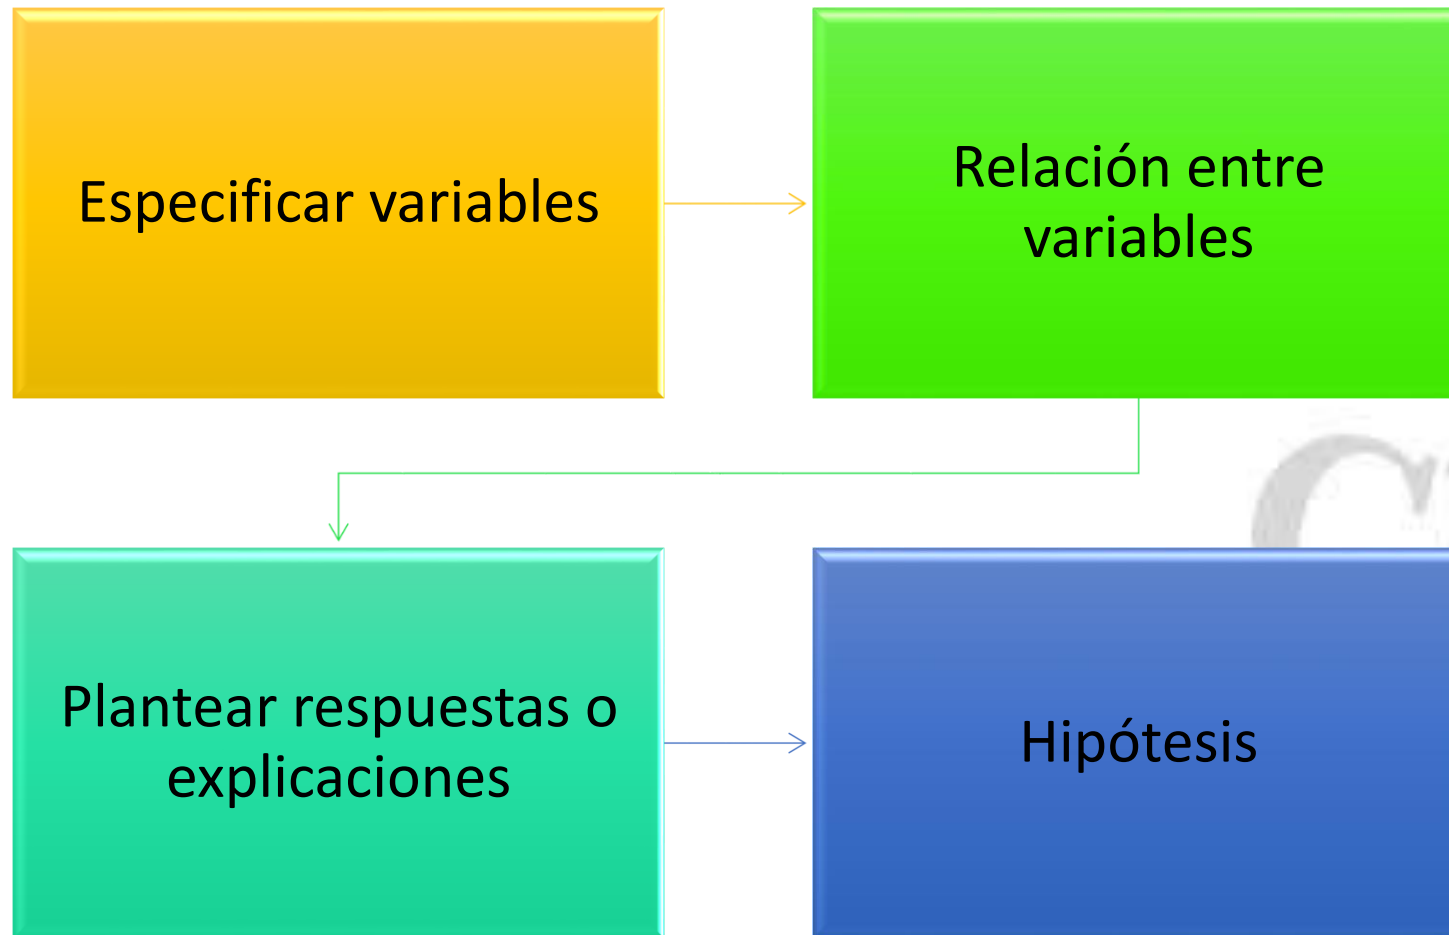 Especificar variables
Relación entre
variables
Plantear respuestas o
explicaciones
Hipótesis